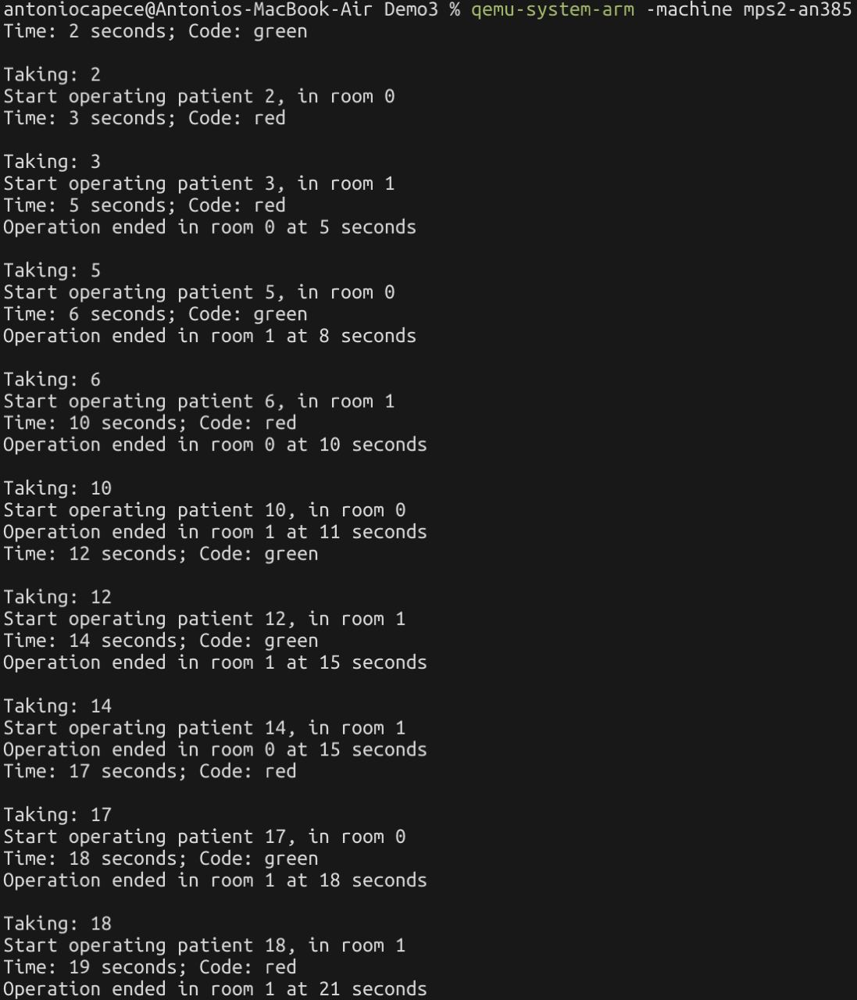 antoniocapece@Antonios-MacBook-Air Demo3 % qemu-system-arm -machine mps2-an385
Time: 2 seconds; Code: green
Taking: 2
Start operating patient 2, in room 0
Time: 3 seconds; Code: red
Taking: 3
Start operating patient 3, in room 1
Time: 5 seconds; Code: red
Operation ended in room 0 at 5 seconds
Taking: 5
Start operating patient 5, in room 0
Time: 6 seconds; Code: green
Operation ended in room 1 at 8 seconds
Taking: 6
Start operating patient 6, in room 1
Time: 10 seconds; Code: red
Operation ended in room 0 at 10 seconds
Taking: 10
Start operating patient 10, in room 0
Operation ended in room 1 at 11 seconds
Time: 12 seconds; Code: green
Taking: 12
Start operating patient 12, in room 1
Time: 14 seconds; Code: green
Operation ended in room 1 at 15 seconds
Taking: 14
Start operating patient 14, in room 1
Operation ended in room 0 at 15 seconds
Time: 17 seconds; Code: red
Taking: 17
Start operating patient 17, in room 0
Time: 18 seconds; Code: green
Operation ended in room 1 at 18 seconds
Taking: 18
Start operating patient 18, in room 1
Time: 19 seconds; Code: red
Operation ended in room 1 at 21 seconds